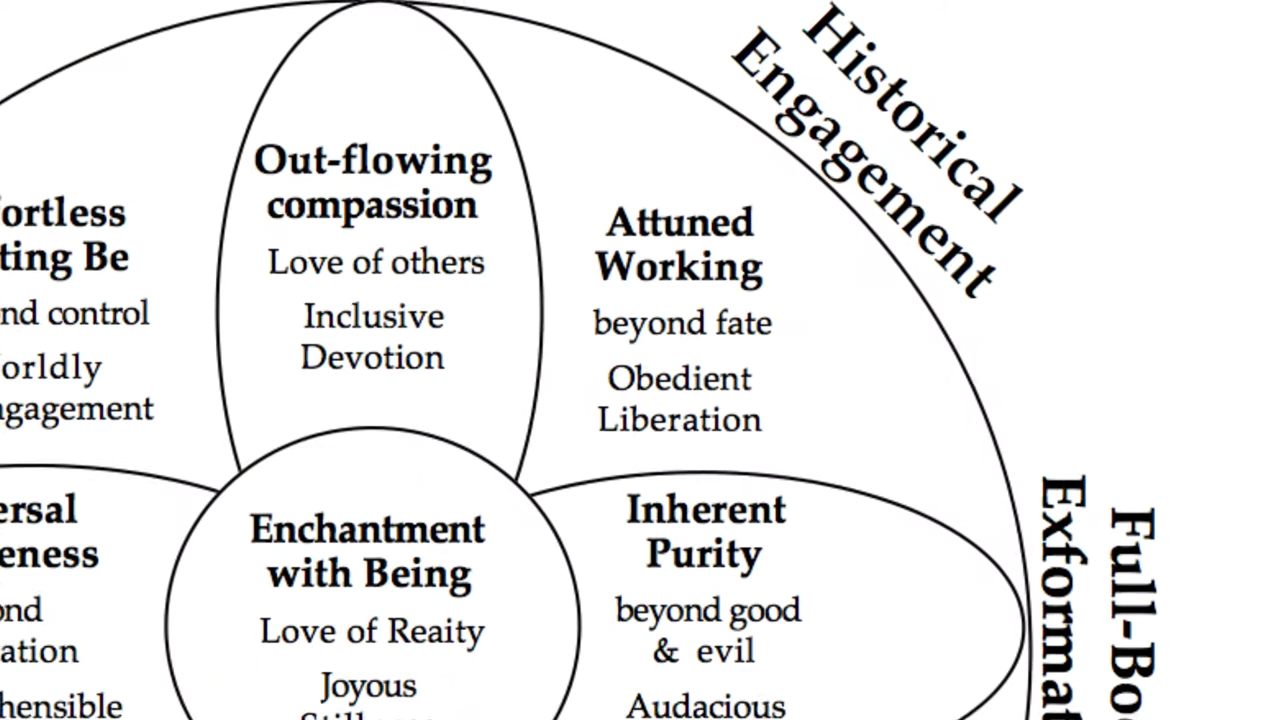 Historical
Engagement
Out-flowing
compassion
Love of others
Inclusive
Devotion
Attuned
Working
beyond fate
Obedient
Liberation
ortless
ting Be
nd control
orldly
gagement
ersal
eness
ond
ation
hensible
Enchantment
with Being
Love of Reaity
Joyous
Inherent
Purity
beyond good
& evil
Audacious
Full-Bo
Exformat